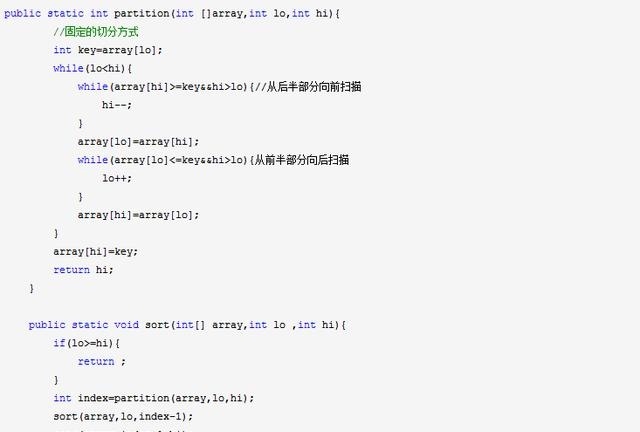 public static int partition(int []array,int lo,int hi){
//固定的切分方式
int key=array[lo];
while(lo<hi){
while(array[hi]>=key&&hi>lo){//从后半部分向前扫描
hi--;
}
array[lo]=array[hi];
while(array[lo]<=key&&hi>lo){从前半部分向后扫描
lo++;
}
array[hi]=array[lo];
}
array[hi]=key;
return hi;
}
public static void sort(int[] array,int lo ,int hi){
if(lo>=hi){
return ;
}
int index=partition(array,lo,hi);
sort(array,lo,index-1);